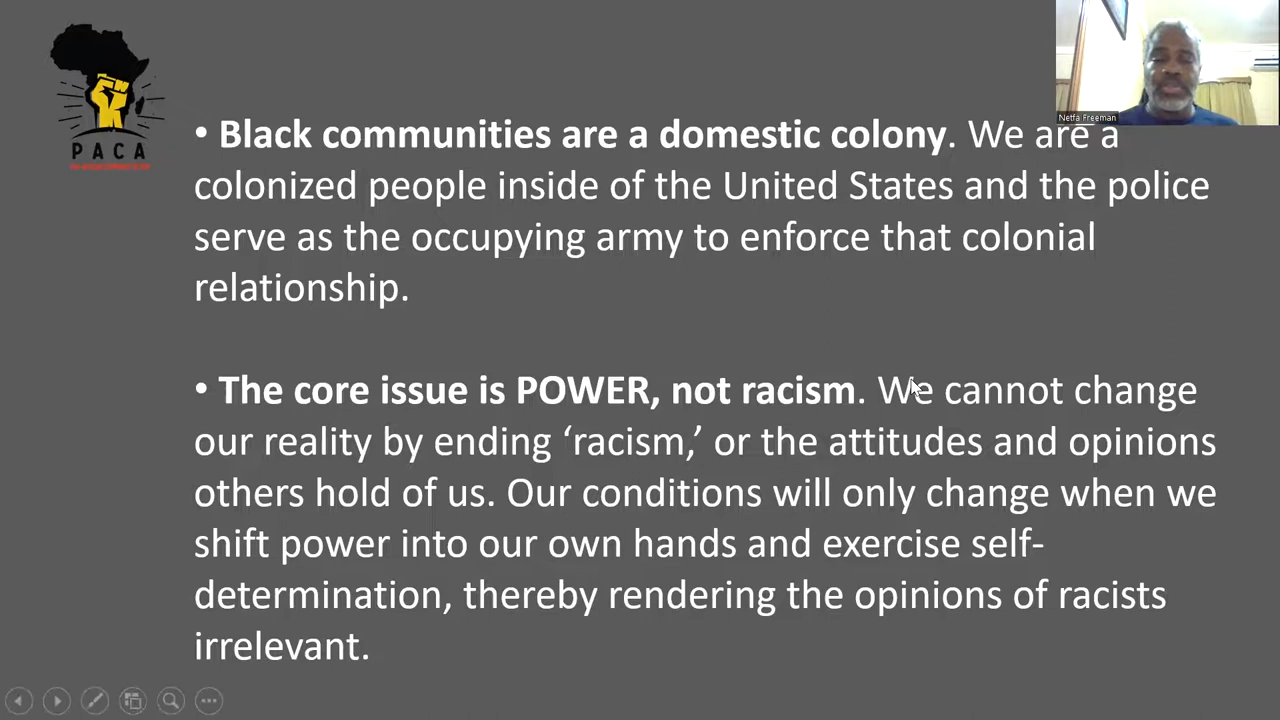 PACA
Netfa Freeman
• Black communities are a domestic colony. We are a
colonized people inside of the United States and the police
serve as the occupying army to enforce that colonial
relationship.
• The core issue is POWER, not racism. We cannot change
our reality by ending ‘racism,’ or the attitudes and opinions
others hold of us. Our conditions will only change when we
shift power into our own hands and exercise self-
determination, thereby rendering the opinions of racists
irrelevant.